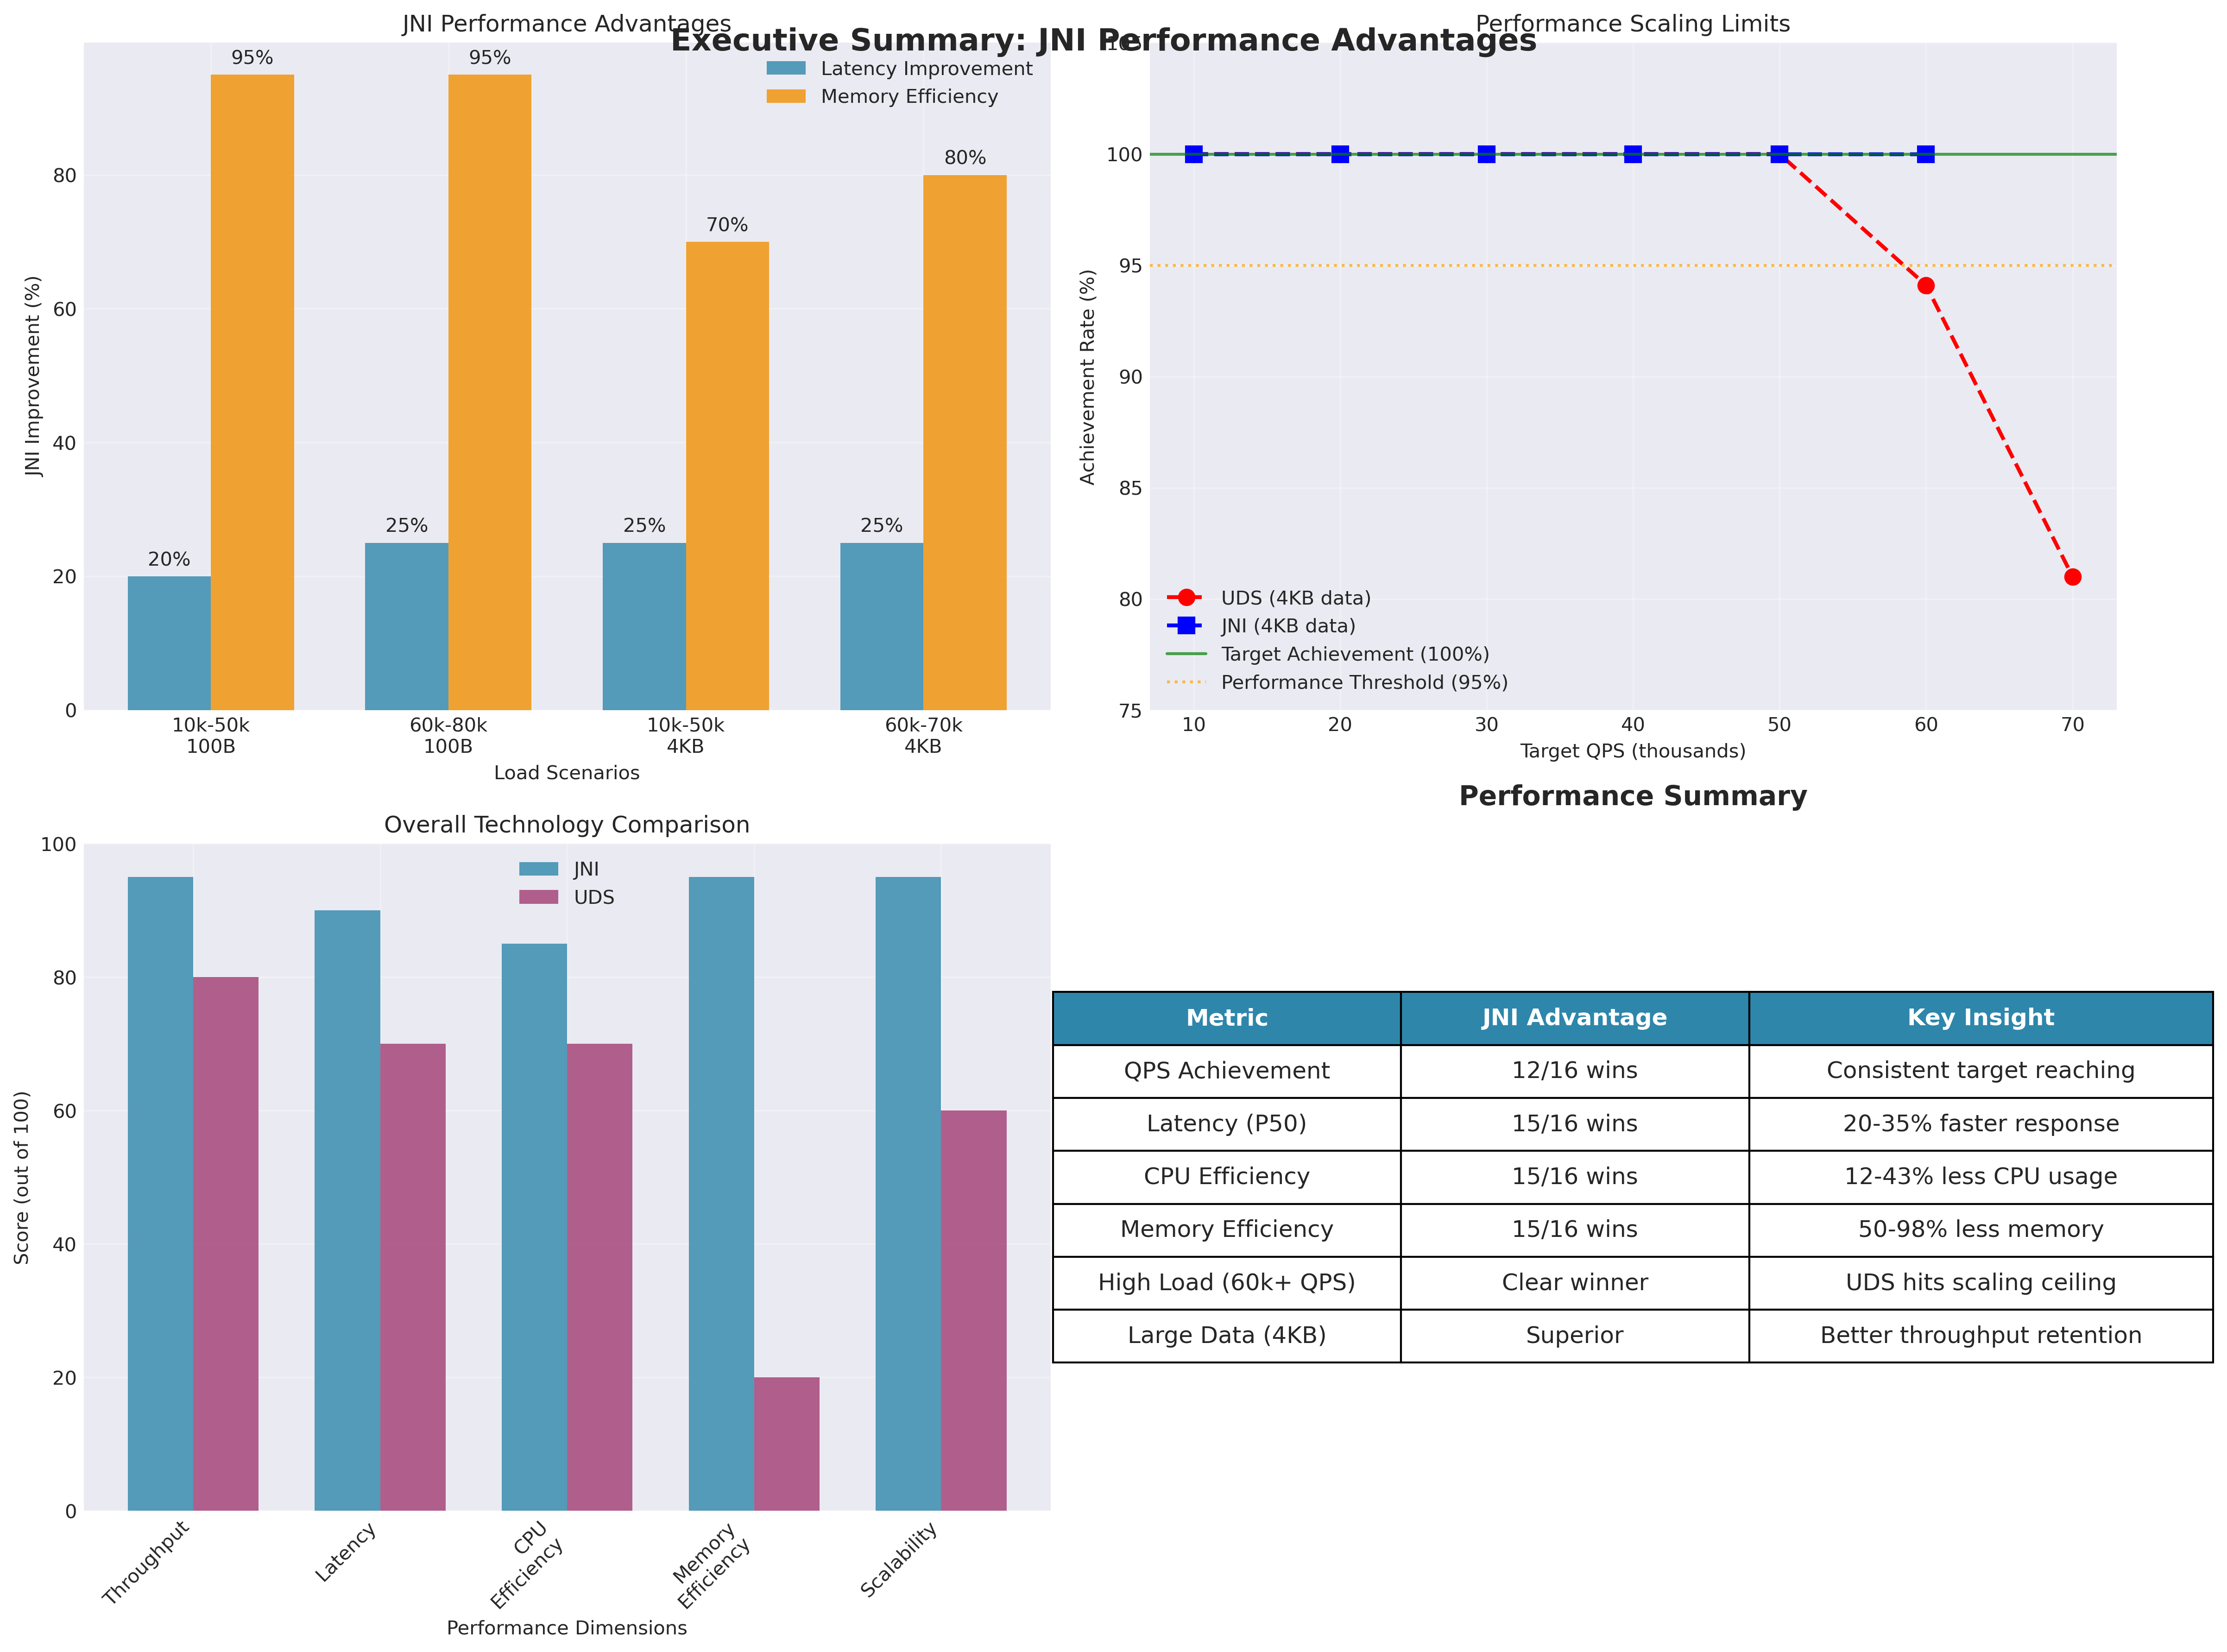 Executive Summary: JNI Performance Advantages
JNI Performance Advantages
JNI Improvement (%)
80
60
40
20
0
95%
95%
80%
70%
25%
25%
25%
20%
Latency Improvement
Memory Efficiency
10k-50k
100B
60k-80k
100B
10k-50k
4KB
60k-70k
4KB
Load Scenarios
Performance Scaling Limits
Achievement Rate (%)
105
100
95
90
85
80
75
UDS (4KB data)
JNI (4KB data)
Target Achievement (100%)
Performance Threshold (95%)
10 20 30 40 50 60 70
Target QPS (thousands)
Overall Technology Comparison
Score (out of 100)
100
80
60
40
20
0
JNI
UDS
Throughput
Latency
CPU
Efficiency
Memory
Efficiency
Scalability
Performance Dimensions
Performance Summary
Metric JNI Advantage Key Insight
QPS Achievement 12/16 wins Consistent target reaching
Latency (P50) 15/16 wins 20-35% faster response
CPU Efficiency 15/16 wins 12-43% less CPU usage
Memory Efficiency 15/16 wins 50-98% less memory
High Load (60k+ QPS) Clear winner UDS hits scaling ceiling
Large Data (4KB) Superior Better throughput retention